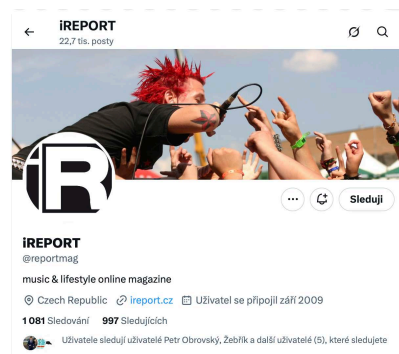 iREPORT
22,7 tis. posty
iR
Sleduji
iREPORT
@reportmag
music & lifestyle online magazine
Czech Republic ireport.cz Uživatel se připojil září 2009
1 081 Sledování 997 Sledujících
Uživatele sledují uživatelé Petr Obrovský, Žebřík a další uživatelé (5), které sledujete